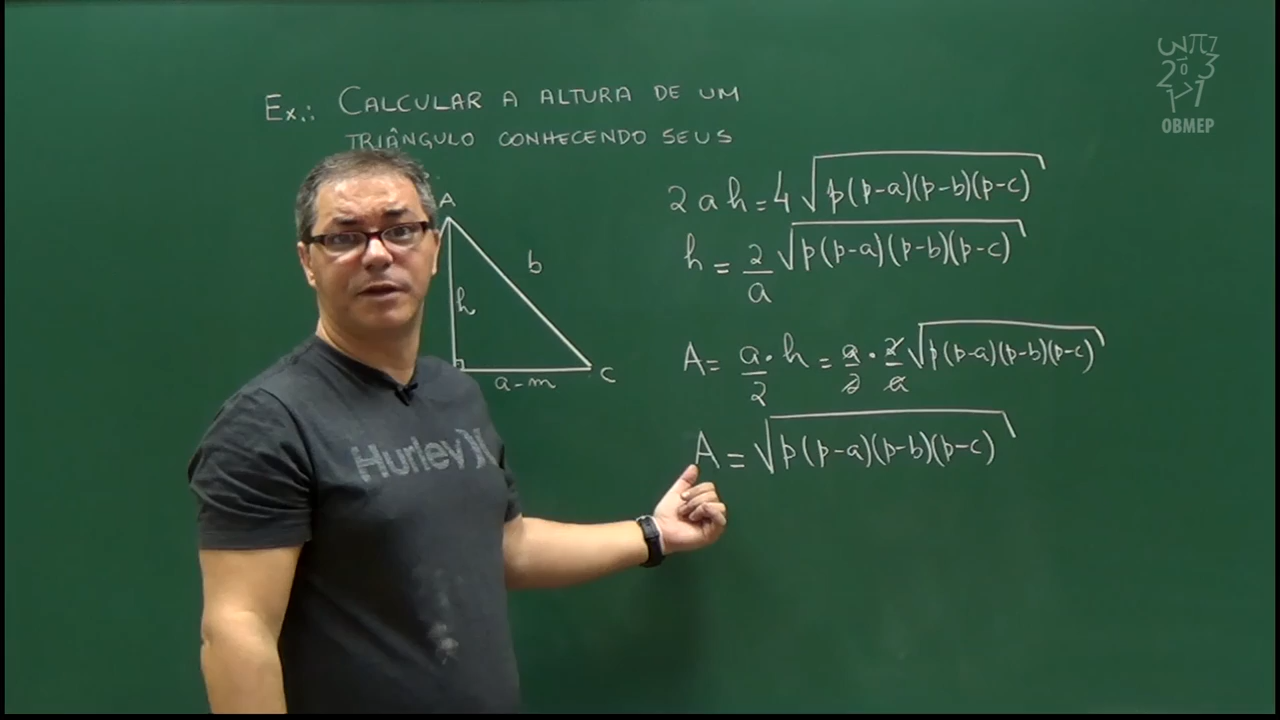 Ex.: CALCULAR A ALTURA DE UM
TRIÂNGULO CONHECENDO SEUS
A
b
h
a-m
C
2ah = 4√p(p-a)(p-b)(p-c)
h = 2/a √p(p-a)(p-b)(p-c)
A = a/2 · h = a/2 · 2/a √p(p-a)(p-b)(p-c)
A = √p(p-a)(p-b)(p-c)
Hurley)(
OBMEP